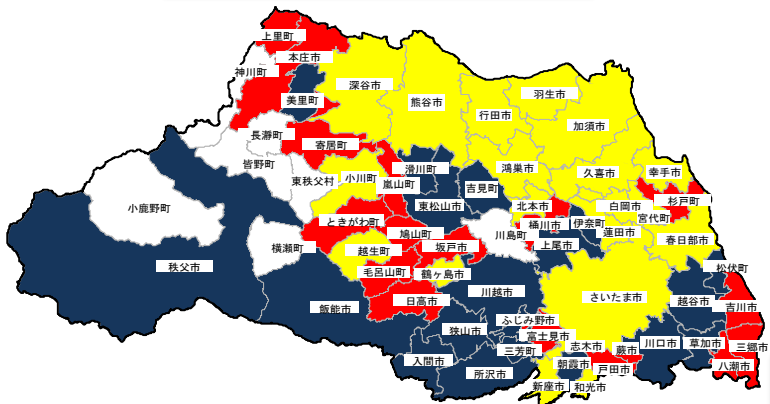 上里町
本庄市
神川町
美里町
深谷市
熊谷市
行田市
羽生市
加須市
長瀞町
寄居町
皆野町
東秩父村
小川町
嵐山町
滑川町
吉見町
鴻巣市
久喜市
幸手市
小鹿野町
ときがわ町
東松山市
北本市
白岡市
杉戸町
宮代町
横瀬町
越生町
鳩山町
坂戸市
川島町
桶川市
伊奈町
上尾市
蓮田市
春日部市
秩父市
毛呂山町
鶴ヶ島市
松伏町
飯能市
日高市
川越市
さいたま市
越谷市
吉川市
狭山市
ふじみ野市
富士見市
三芳町
志木市
蕨市
川口市
草加市
三郷市
入間市
所沢市
朝霞市
戸田市
八潮市
新座市
和光市